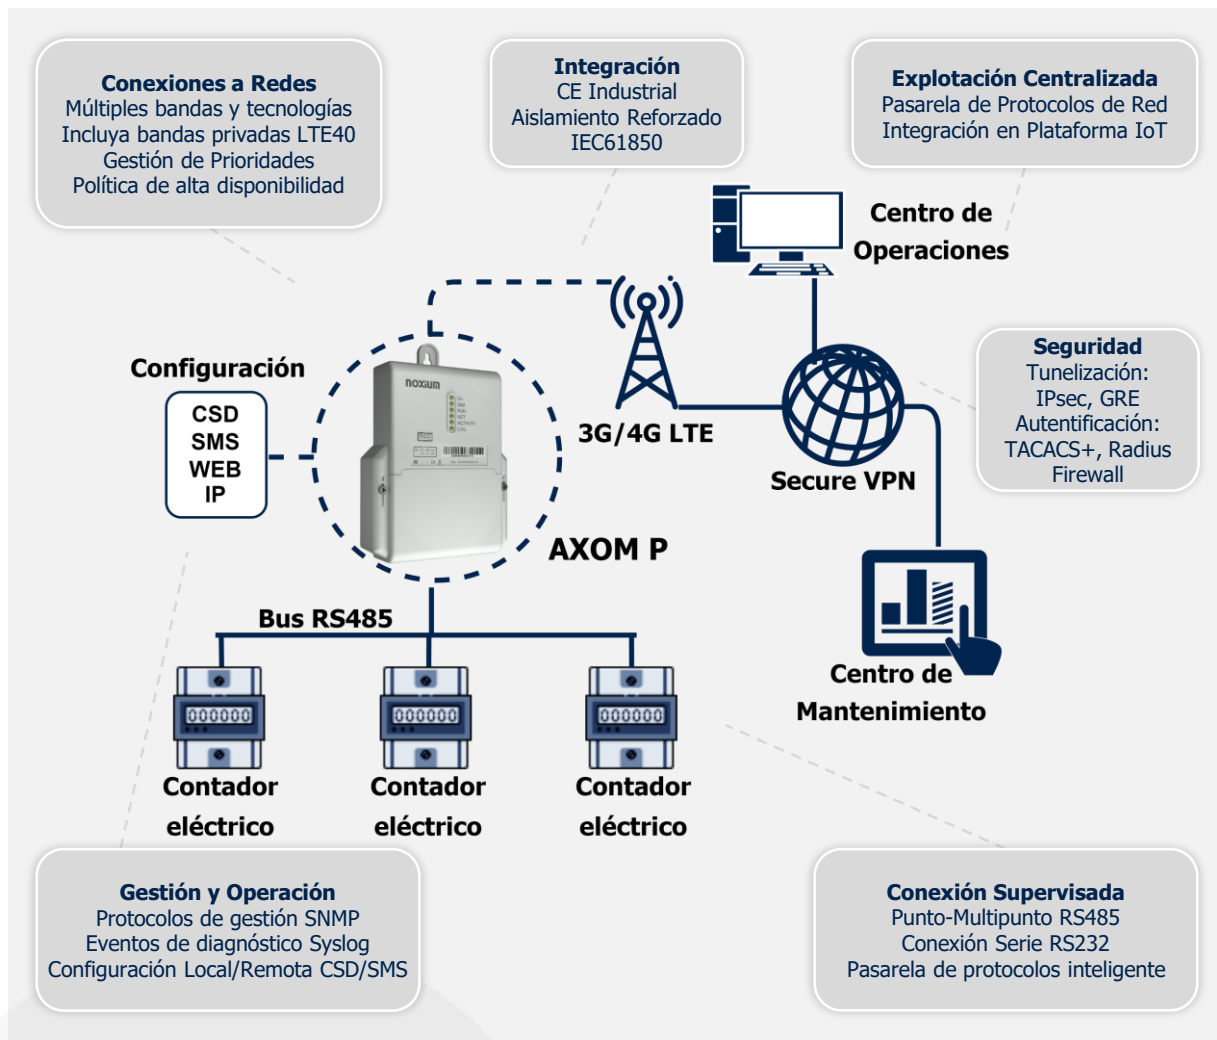 Conexiones a Redes
Múltiples bandas y tecnologías
Incluya bandas privadas LTE40
Gestión de Prioridades
Política de alta disponibilidad
Integración
CE Industrial
Aislamiento Reforzado
IEC61850
Explotación Centralizada
Pasarela de Protocolos de Red
Integración en Plataforma IoT
Centro de
Operaciones
Configuración
CSD
SMS
WEB
IP
noxium
RUN
NET
ACTIVITY
AXOM P
3G/4G LTE
Secure VPN
Seguridad
Tunelización:
IPsec, GRE
Autentificación:
TACACS+, Radius
Firewall
Centro de
Mantenimiento
Bus RS485
000000
000000
000000
Contador
eléctrico
Contador
eléctrico
Contador
eléctrico
Gestión y Operación
Protocolos de gestión SNMP
Eventos de diagnóstico Syslog
Configuración Local/Remota CSD/SMS
Conexión Supervisada
Punto-Multipunto RS485
Conexión Serie RS232
Pasarela de protocolos inteligente